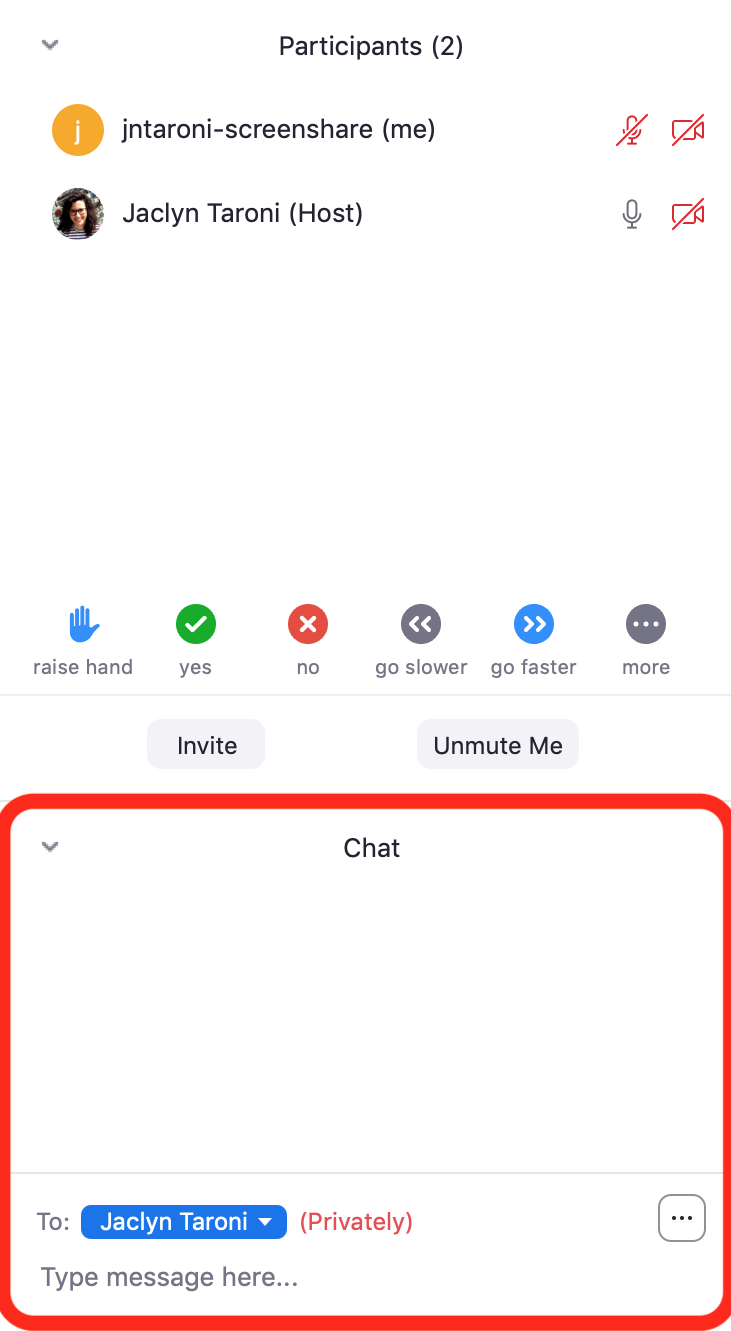 Participants (2)
j
jntaroni-screenshare (me)
Jaclyn Taroni (Host)
raise hand yes no go slower go faster more
Invite Unmute Me
Chat
To: Jaclyn Taroni (Privately)
Type message here...